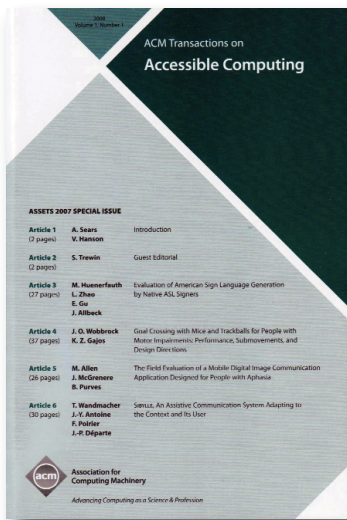 2008
Volume 1, Number 1
ACM Transactions on
Accessible Computing
ASSETS 2007 SPECIAL ISSUE
Article 1 A. Sears Introduction
(2 pages) V. Hanson
Article 2 S. Trewin Guest Editorial
(2 pages)
Article 3 M. Huenerfauth Evaluation of American Sign Language Generation
(27 pages) L. Zhao by Native ASL Signers
E. Gu
J. Allbeck
Article 4 J. O. Wobbrock Goal Crossing with Mice and Trackballs for People with
(37 pages) K. Z. Gajos Motor Impairments: Performance, Submovements, and
Design Directions
Article 5 M. Allen The Field Evaluation of a Mobile Digital Image Communication
(26 pages) J. McGrenere Application Designed for People with Aphasia
B. Purves
Article 6 T. Wandmacher An Assistive Communication System Adapting to
(30 pages) J.-Y. Antoine the Context and Its User
F. Poirier
J.-P. Départe
acm
Association for
Computing Machinery
Advancing Computing as a Science & Profession